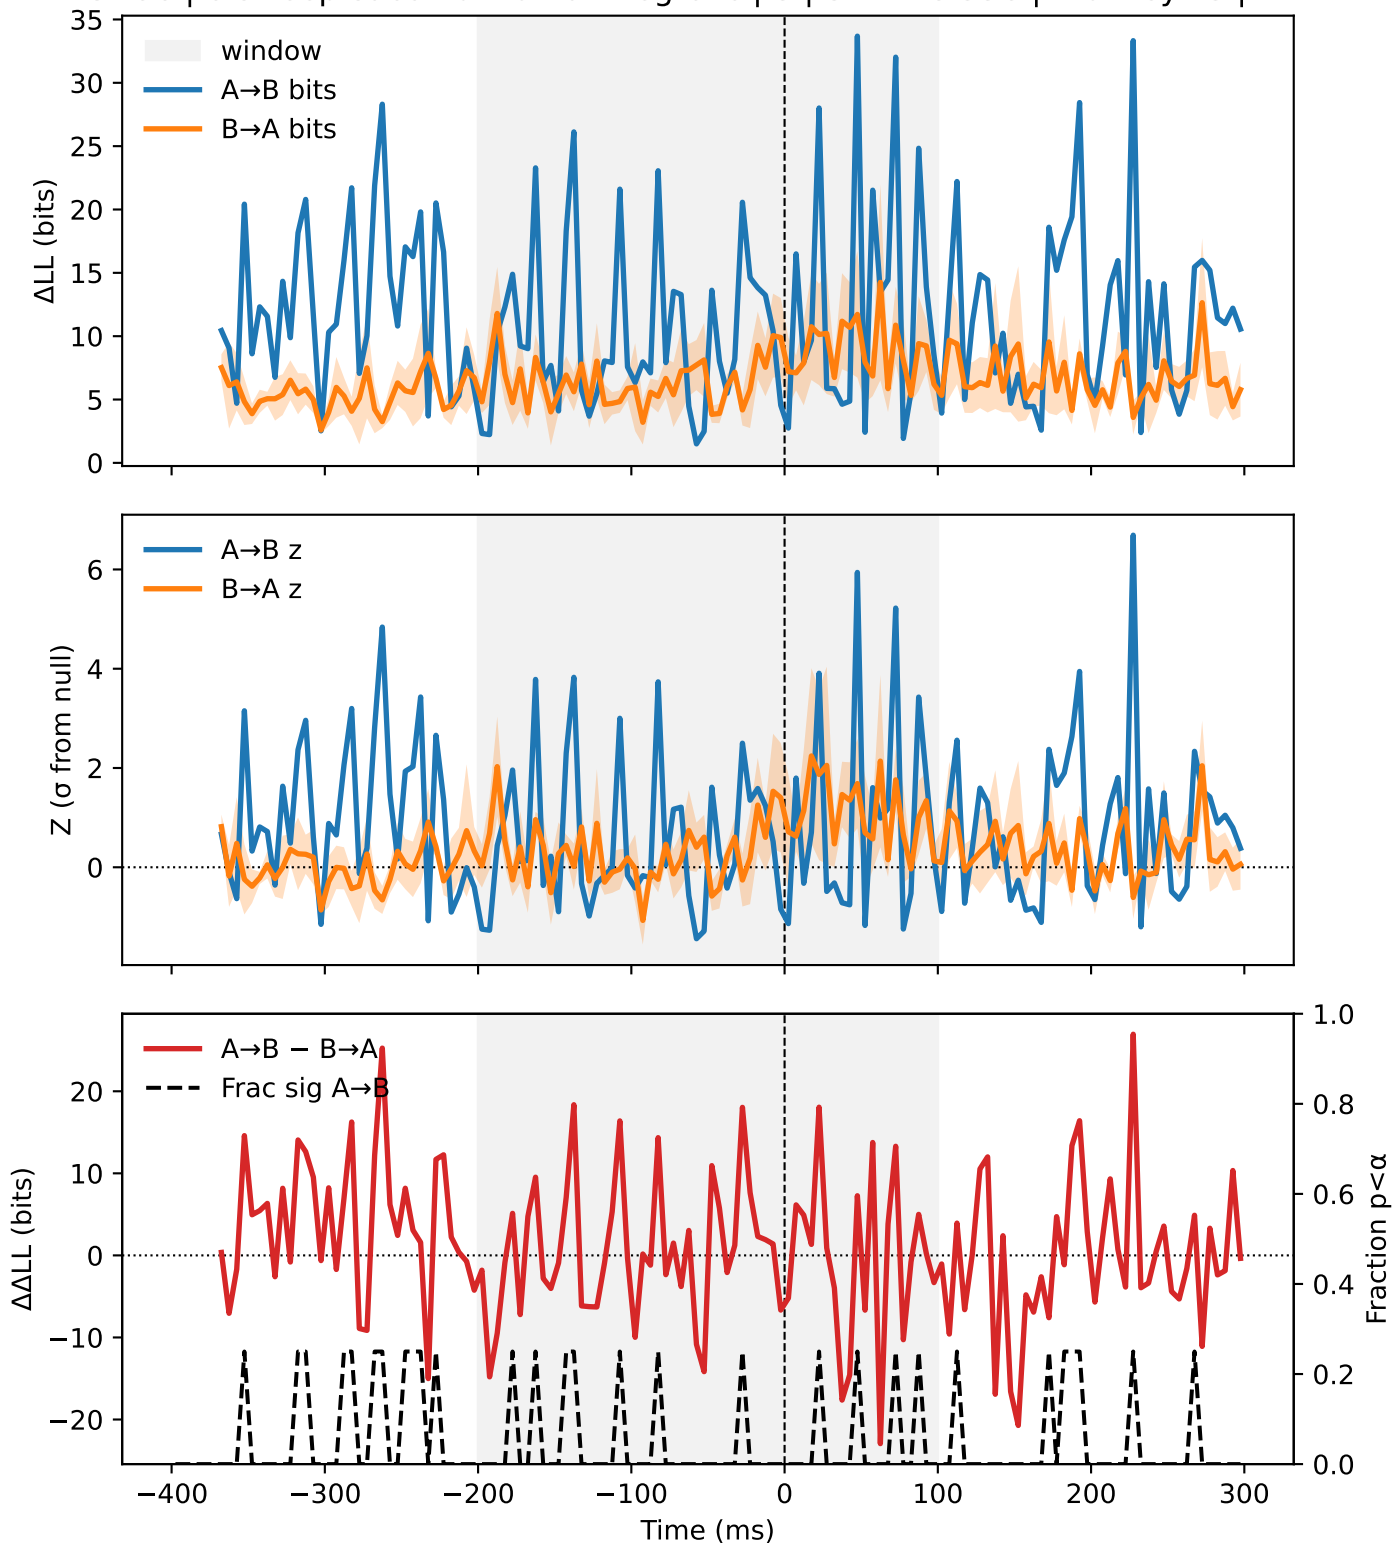 35
30
25
20
15
10
5
0
ΔLL (bits)
window
A→B bits
B→A bits
6
4
2
0
Z (σ from null)
A→B z
B→A z
20
10
0
−10
−20
ΔΔLL (bits)
A→B − B→A
Frac sig A→B
1.0
0.8
0.6
0.4
0.2
0.0
Fraction p<α
−400 −300 −200 −100 0 100 200 300
Time (ms)